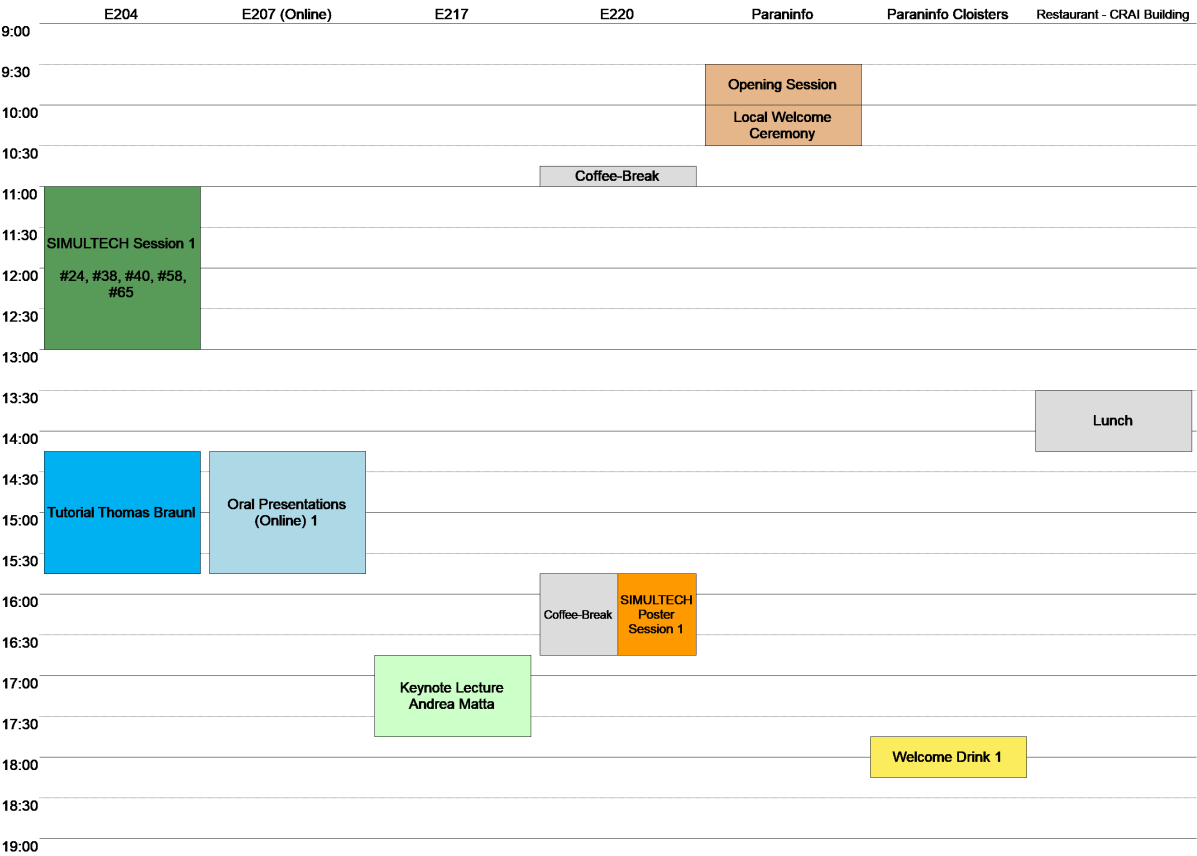 E204
E207 (Online)
E217
E220
Paraninfo
Paraninfo Cloisters
Restaurant - CRAI Building
9:00
9:30
Opening Session
10:00
Local Welcome
Ceremony
10:30
Coffee-Break
11:00
11:30
SIMULTECH Session 1
12:00
#24, #38, #40, #58,
#65
12:30
13:00
13:30
Lunch
14:00
14:30
Tutorial Thomas Braunl
Oral Presentations
(Online) 1
15:00
15:30
16:00
Coffee-Break
SIMULTECH
Poster
Session 1
16:30
17:00
Keynote Lecture
Andrea Matta
17:30
Welcome Drink 1
18:00
18:30
19:00